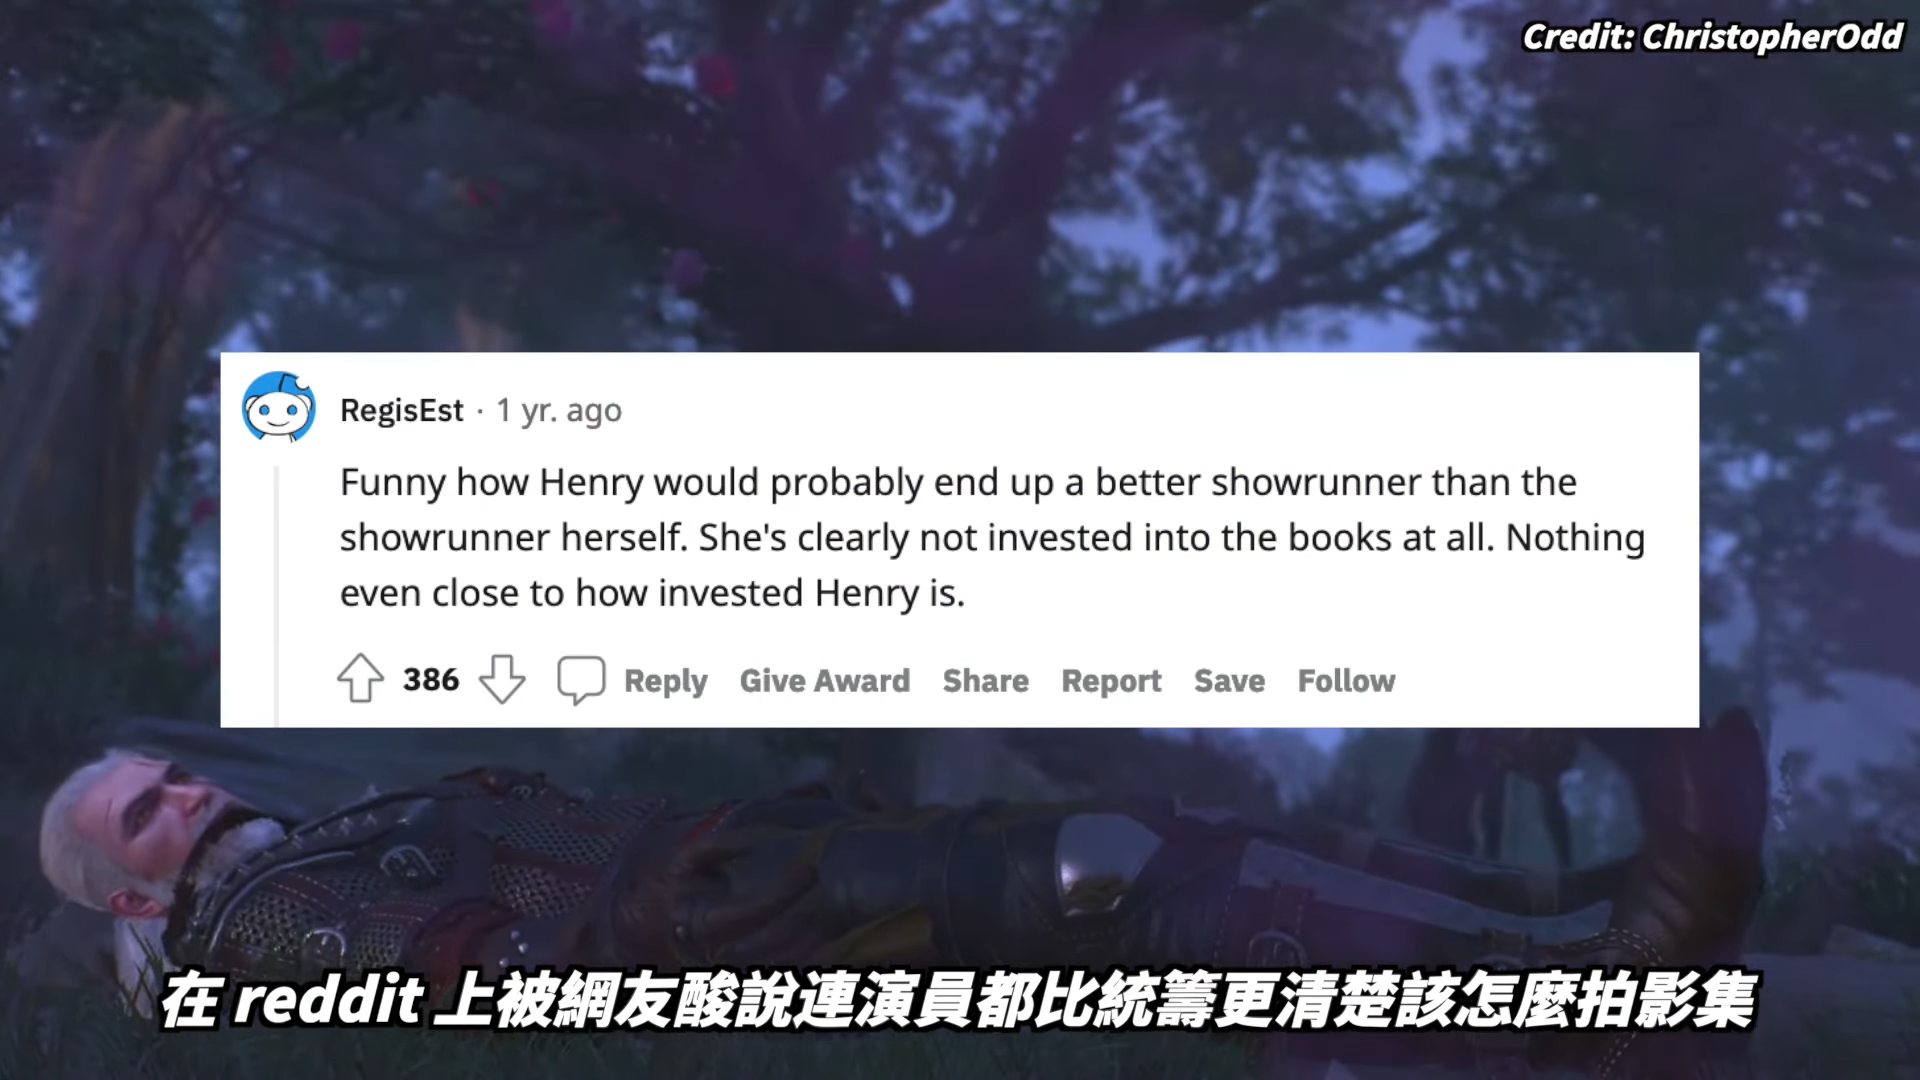 Credit: ChristopherOdd
RegisEst · 1 yr. ago
Funny how Henry would probably end up a better showrunner than the
showrunner herself. She's clearly not invested into the books at all. Nothing
even close to how invested Henry is.
386 Reply Give Award Share Report Save Follow
在 reddit 上被網友酸說連演員都比統籌更清楚該怎麼拍影集